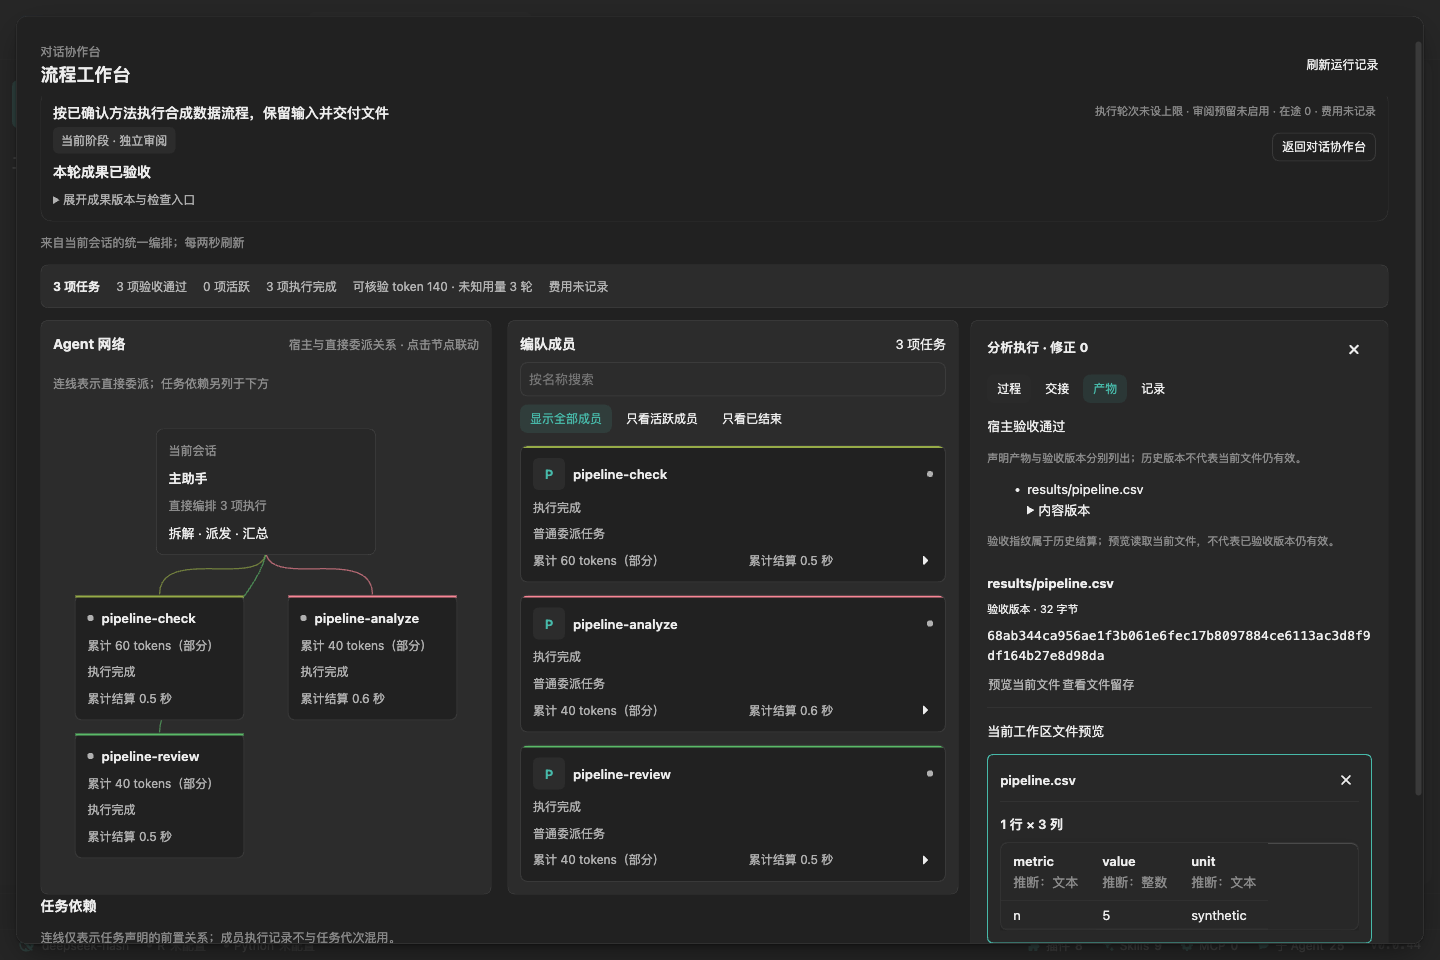 对话协作台
流程工作台
刷新运行记录
按已确认方法执行合成数据流程，保留输入并交付文件
执行轮次未设上限 · 审阅预留未启用 · 在途 0 · 费用未记录
当前阶段 · 独立审阅
返回对话协作台
本轮成果已验收
▶ 展开成果版本与检查入口
来自当前会话的统一编排；每两秒刷新
3 项任务 3 项验收通过 0 项活跃 3 项执行完成 可核验 token 140 · 未知用量 3 轮 费用未记录
Agent 网络
宿主与直接委派关系 · 点击节点联动
连线表示直接委派；任务依赖另列于下方
当前会话
主助手
直接编排 3 项执行
拆解 · 派发 · 汇总
pipeline-check
累计 60 tokens（部分）
执行完成
累计结算 0.5 秒
pipeline-analyze
累计 40 tokens（部分）
执行完成
累计结算 0.6 秒
pipeline-review
累计 40 tokens（部分）
执行完成
累计结算 0.5 秒
任务依赖
连线仅表示任务声明的前置关系；成员执行记录不与任务代次混用。
编队成员
3 项任务
按名称搜索
显示全部成员 只看活跃成员 只看已结束
P pipeline-check
执行完成
普通委派任务
累计 60 tokens（部分） 累计结算 0.5 秒
P pipeline-analyze
执行完成
普通委派任务
累计 40 tokens（部分） 累计结算 0.6 秒
P pipeline-review
执行完成
普通委派任务
累计 40 tokens（部分） 累计结算 0.5 秒
分析执行 · 修正 0
过程 交接 产物 记录
宿主验收通过
声明产物与验收版本分别列出；历史版本不代表当前文件仍有效。
• results/pipeline.csv
▶ 内容版本
验收指纹属于历史结算；预览读取当前文件，不代表已验收版本仍有效。
results/pipeline.csv
验收版本 · 32 字节
68ab344ca956ae1f3b061e6fec17b8097884ce6113ac3d8f9
df164b27e8d98da
预览当前文件 查看文件留存
当前工作区文件预览
pipeline.csv
1 行 × 3 列
metric value unit
推断：文本 推断：整数 推断：文本
n 5 synthetic